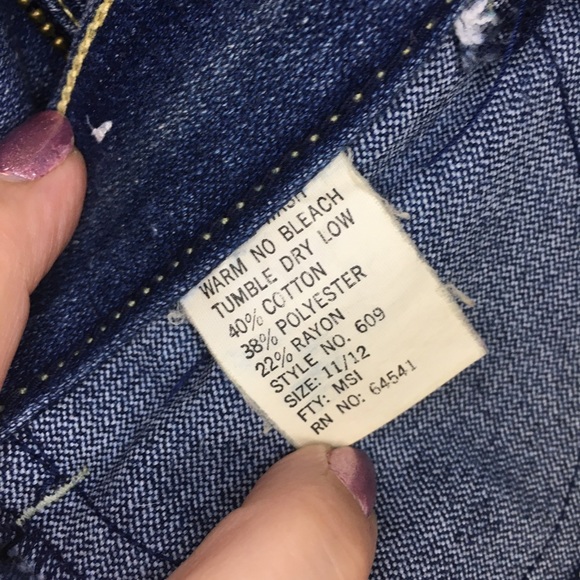 WASH
WARM NO BLEACH
TUMBLE DRY LOW
40% COTTON
38% POLYESTER
22% RAYON
STYLE NO. 609
SIZE: 11/12
FTY: MSI
RN NO: 64541